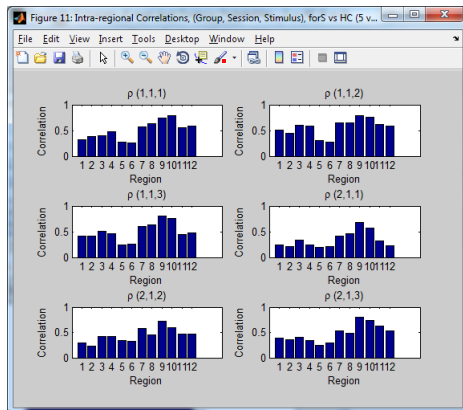 Figure 11: Intra-regional Correlations, (Group, Session, Stimulus), forS vs HC (5 v...
File Edit View Insert Tools Desktop Window Help
ρ (1,1,1)
Correlation
1
0.5
0
1 2 3 4 5 6 7 8 9 10 11 12
Region
ρ (1,1,2)
Correlation
1
0.5
0
1 2 3 4 5 6 7 8 9 10 11 12
Region
ρ (1,1,3)
Correlation
1
0.5
0
1 2 3 4 5 6 7 8 9 10 11 12
Region
ρ (2,1,1)
Correlation
1
0.5
0
1 2 3 4 5 6 7 8 9 10 11 12
Region
ρ (2,1,2)
Correlation
1
0.5
0
1 2 3 4 5 6 7 8 9 10 11 12
Region
ρ (2,1,3)
Correlation
1
0.5
0
1 2 3 4 5 6 7 8 9 10 11 12
Region